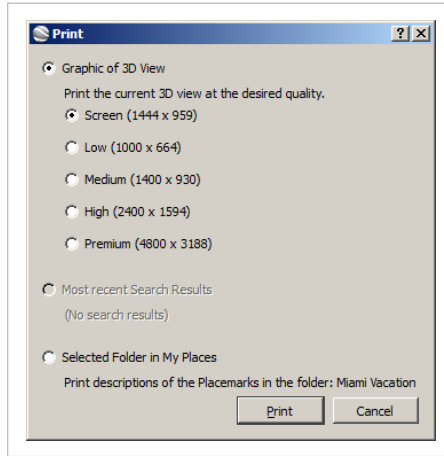 Print
Graphic of 3D View
Print the current 3D view at the desired quality.
Screen (1444 x 959)
Low (1000 x 664)
Medium (1400 x 930)
High (2400 x 1594)
Premium (4800 x 3188)
Most recent Search Results
(No search results)
Selected Folder in My Places
Print descriptions of the Placemarks in the folder: Miami Vacation
Print Cancel